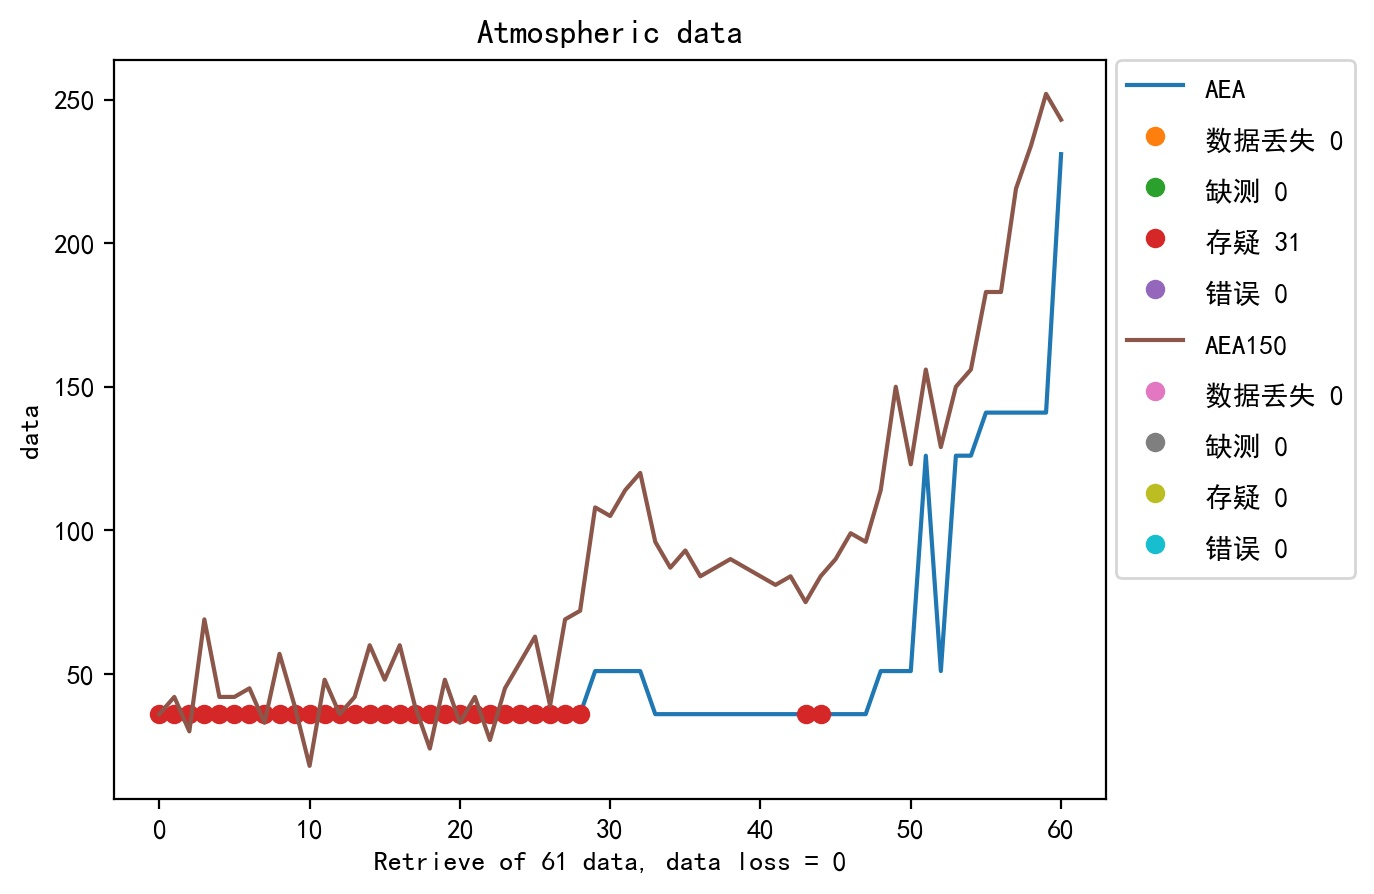 Atmospheric data
250
200
150
100
50
data
0 10 20 30 40 50 60
Retrieve of 61 data, data loss = 0
AEA
数据丢失 0
缺测 0
存疑 31
错误 0
AEA150
数据丢失 0
缺测 0
存疑 0
错误 0